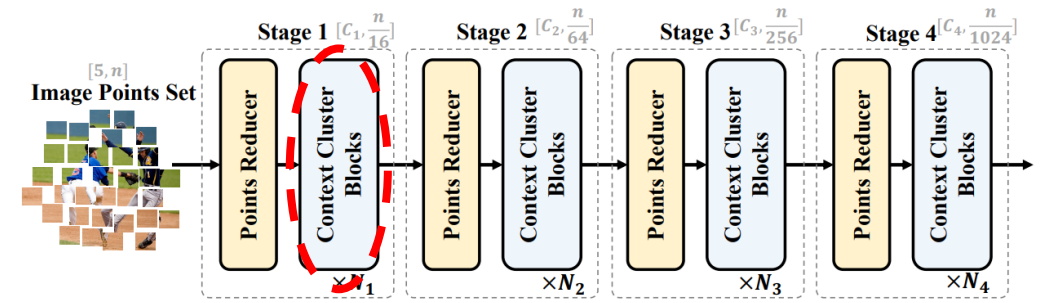 Stage 1 [C₁, n/16]
Stage 2 [C₂, n/64]
Stage 3 [C₃, n/256]
Stage 4 [C₄, n/1024]
[5, n]
Image Points Set
Points Reducer
Context Cluster
Blocks
×N₁
Points Reducer
Context Cluster
Blocks
×N₂
Points Reducer
Context Cluster
Blocks
×N₃
Points Reducer
Context Cluster
Blocks
×N₄